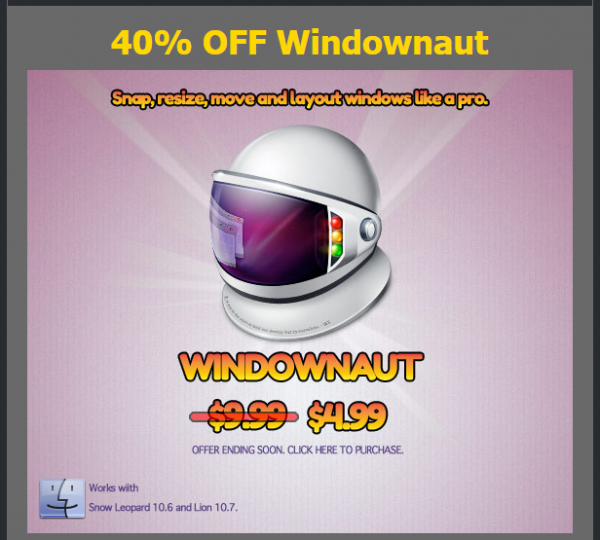 40% OFF Windownaut
Snap, resize, move and layout windows like a pro.
WINDOWNAUT
$9.99 $4.99
OFFER ENDING SOON. CLICK HERE TO PURCHASE.
Works wiith
Snow Leopard 10.6 and Lion 10.7.